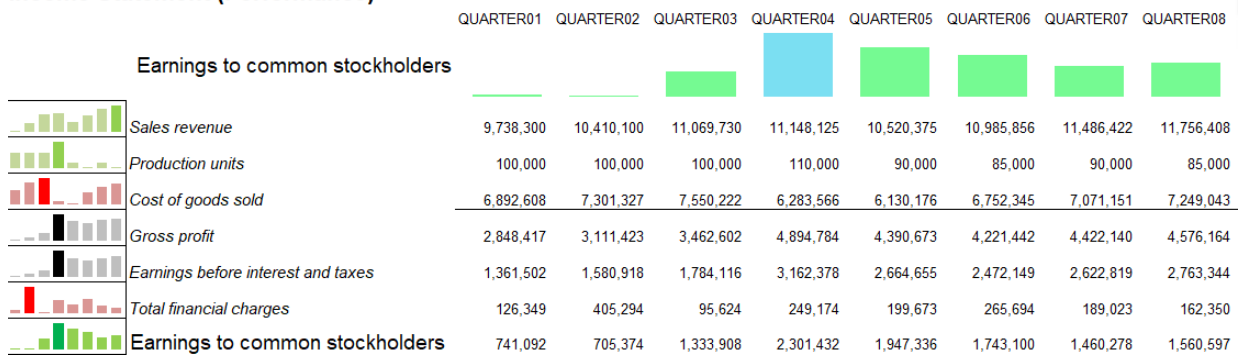 QUARTER01 QUARTER02 QUARTER03 QUARTER04 QUARTER05 QUARTER06 QUARTER07 QUARTER08
Earnings to common stockholders
Sales revenue 9,738,300 10,410,100 11,069,730 11,148,125 10,520,375 10,985,856 11,486,422 11,756,408
Production units 100,000 100,000 100,000 110,000 90,000 85,000 90,000 85,000
Cost of goods sold 6,892,608 7,301,327 7,550,222 6,283,566 6,130,176 6,752,345 7,071,151 7,249,043
Gross profit 2,848,417 3,111,423 3,462,602 4,894,784 4,390,673 4,221,442 4,422,140 4,576,164
Earnings before interest and taxes 1,361,502 1,580,918 1,784,116 3,162,378 2,664,655 2,472,149 2,622,819 2,763,344
Total financial charges 126,349 405,294 95,624 249,174 199,673 265,694 189,023 162,350
Earnings to common stockholders 741,092 705,374 1,333,908 2,301,432 1,947,336 1,743,100 1,460,278 1,560,597